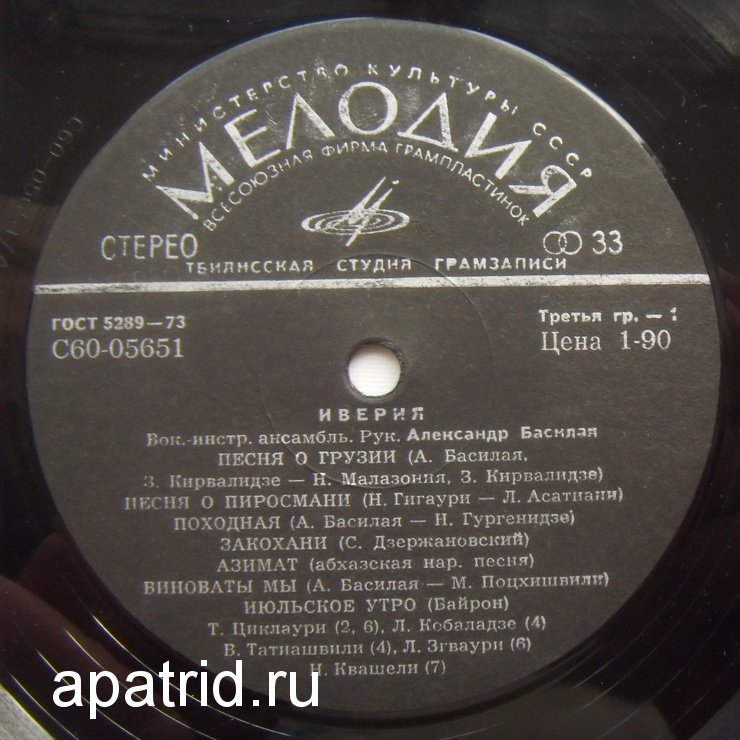 МИНИСТЕРСТВО КУЛЬТУРЫ СССР
МЕЛОДИЯ
ВСЕСОЮЗНАЯ ФИРМА ГРАМПЛАСТИНОК
СТЕРЕО 33
ТБИЛИССКАЯ СТУДИЯ ГРАМЗАПИСИ
ГОСТ 5289—73 Третья гр. — 1
С60-05651 Цена 1-90
ИВЕРИЯ
Вок.-инстр. ансамбль. Рук. Александр Басилая
ПЕСНЯ О ГРУЗИИ (А. Басилая,
З. Кирвалидзе — Н. Малазония, З. Кирвалидзе)
ПЕСНЯ О ПИРОСМАНИ (Н. Гигаури — Л. Асатиани)
ПОХОДНАЯ (А. Басилая — Н. Гургенидзе)
ЗАКОХАНИ (С. Дзержановский)
АЗИМАТ (абхазская нар. песня)
ВИНОВАТЫ МЫ (А. Басилая — М. Поцхишвили)
ИЮЛЬСКОЕ УТРО (Байрон)
Т. Циклаури (2, 6), Л. Кобаладзе (4)
В. Татиашвили (4), Л. Згваури (6)
Н. Квашели (7)
apatrid.ru